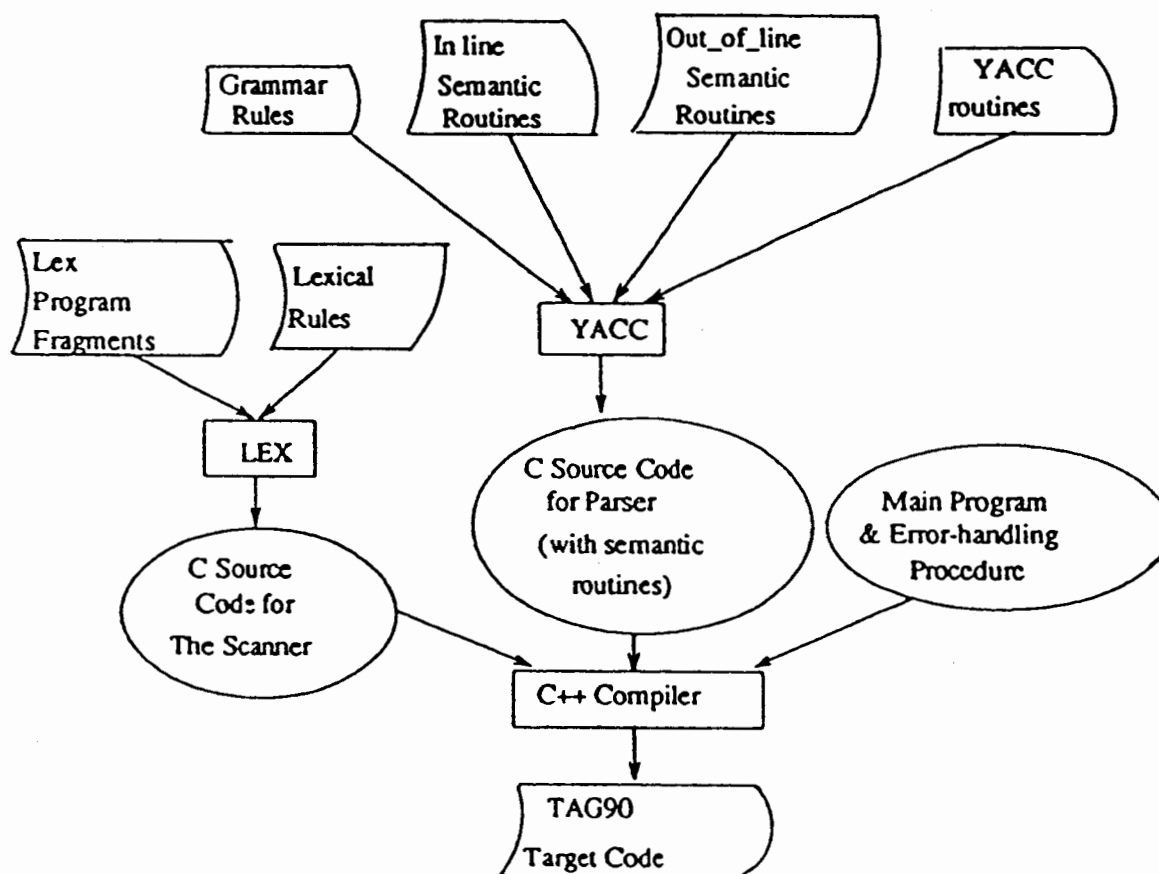 Grammar
Rules
In line
Semantic
Routines
Out_of_line
Semantic
Routines
YACC
routines
Lex
Program
Fragments
Lexical
Rules
YACC
LEX
C Source Code
for Parser
(with semantic
routines)
Main Program
& Error-handling
Procedure
C Source
Code for
The Scanner
C++ Compiler
TAG90
Target Code